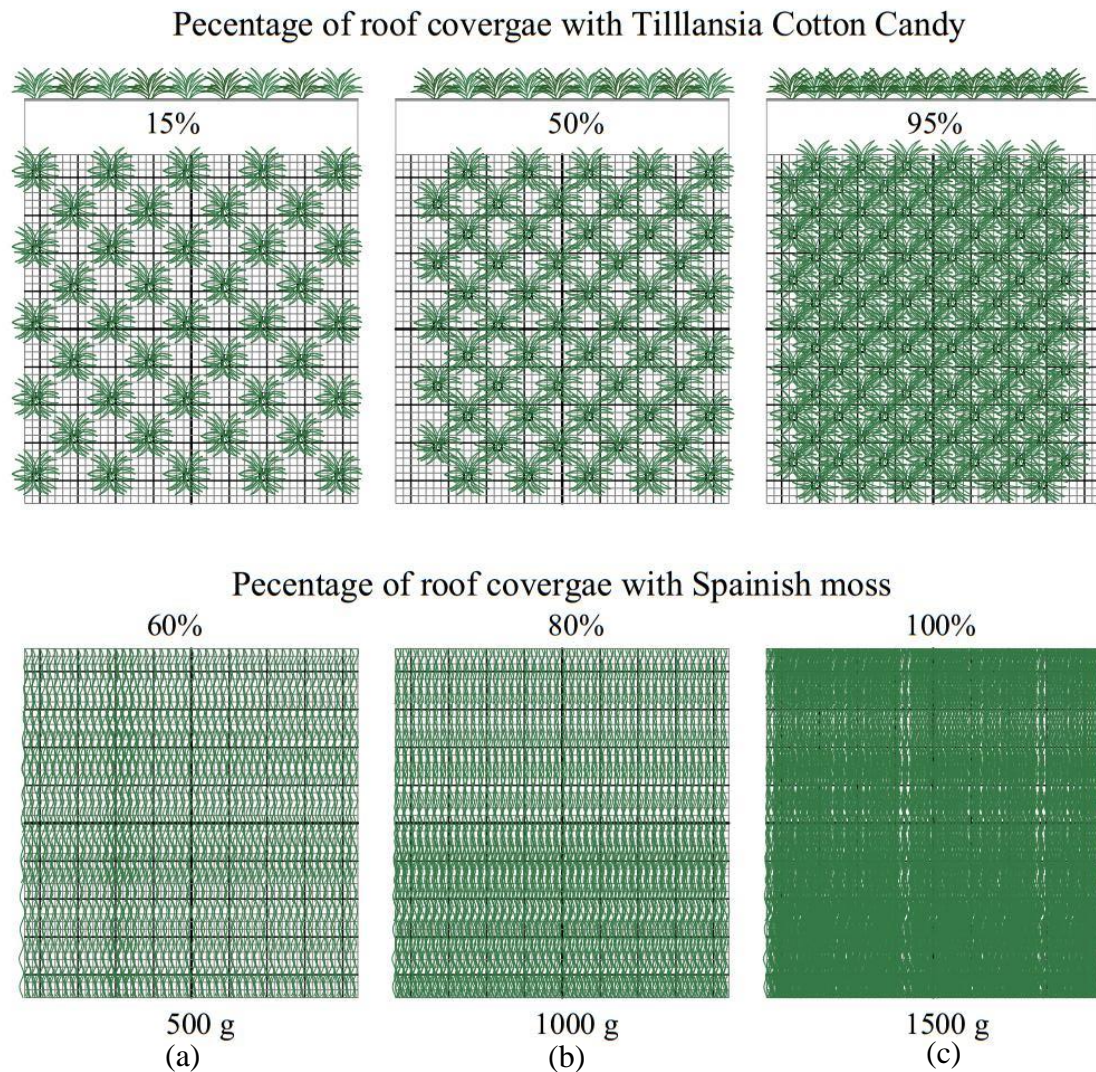 Pecentage of roof covergae with Tilllansia Cotton Candy
15% 50% 95%
Pecentage of roof covergae with Spainish moss
60% 80% 100%
500 g 1000 g 1500 g
(a) (b) (c)